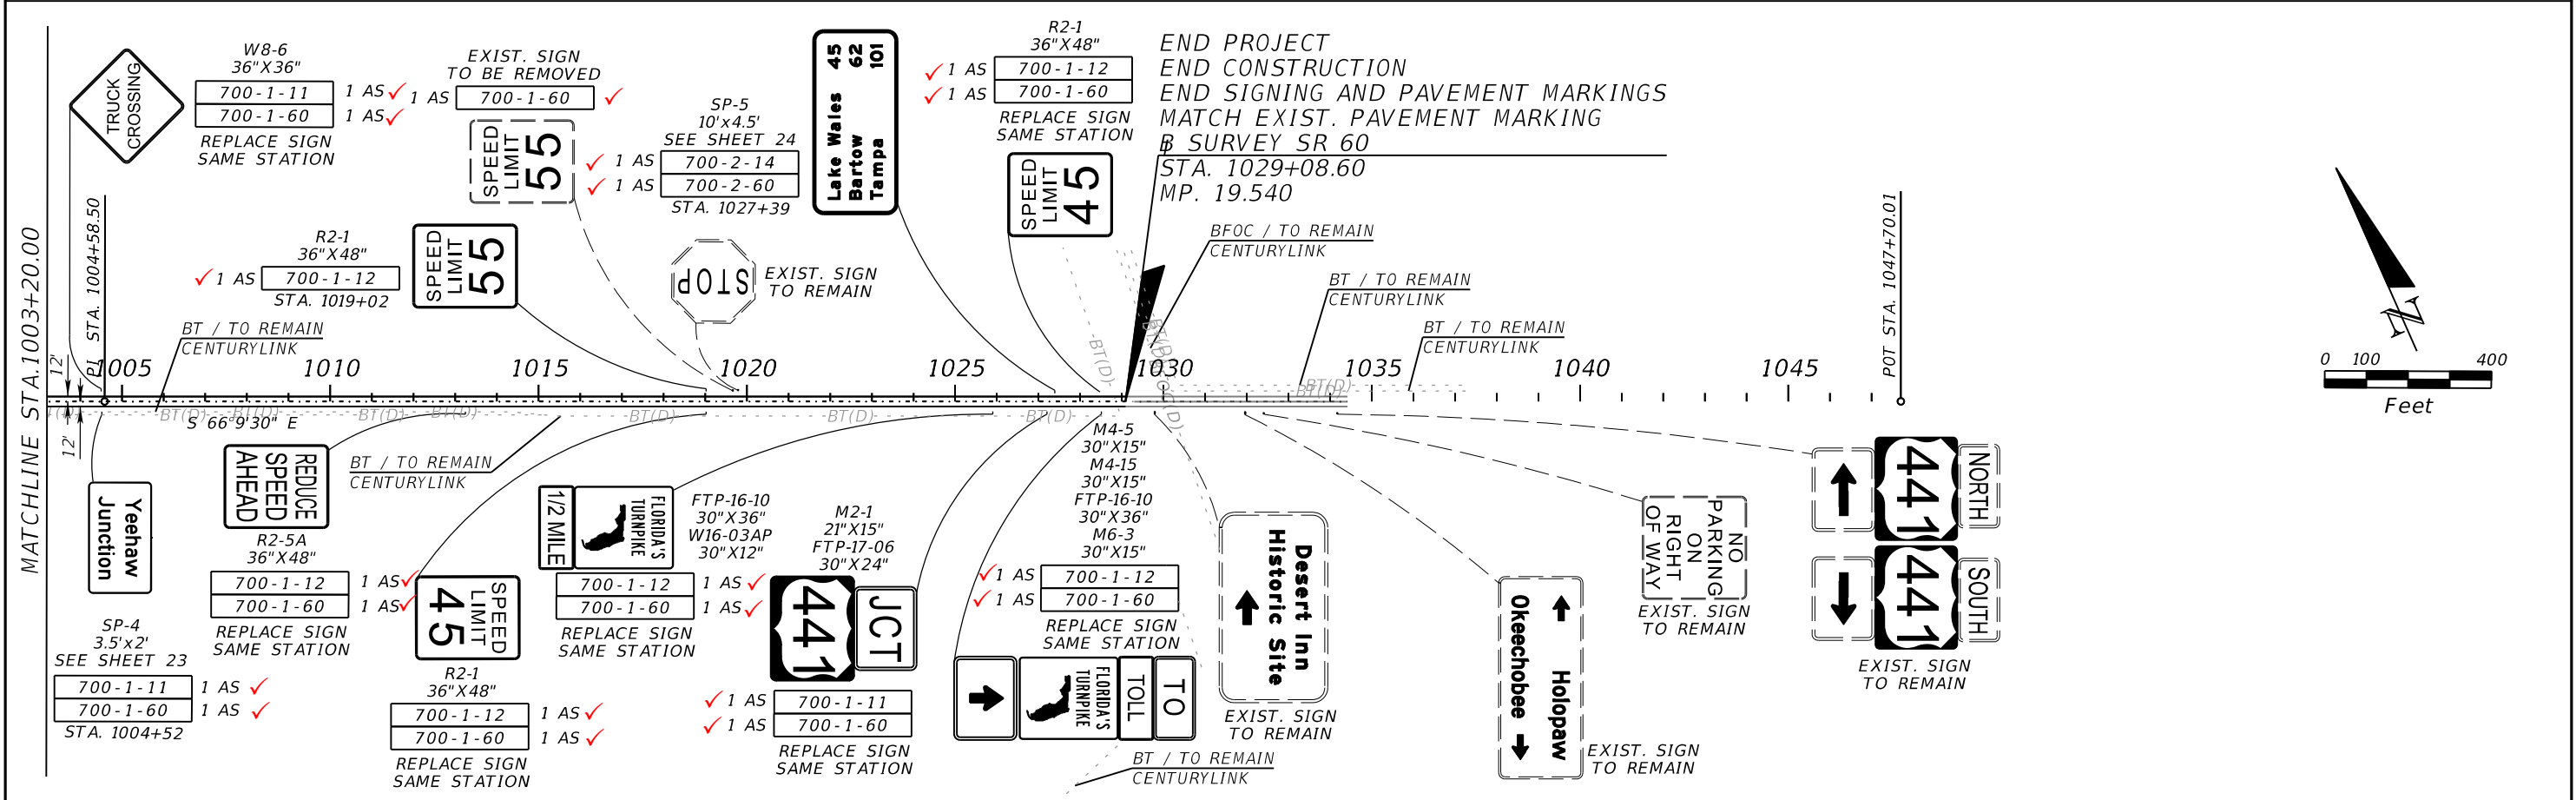 MATCHLINE STA.1003+20.00
TRUCK
CROSSING
W8-6
36"X36"
700-1-11 1 AS
700-1-60 1 AS
REPLACE SIGN
SAME STATION
EXIST. SIGN
TO BE REMOVED
1 AS 700-1-60
SPEED
LIMIT
55
SP-5
10'x4.5'
SEE SHEET 24
1 AS 700-2-14
1 AS 700-2-60
STA. 1027+39
Lake Wales 45
Bartow 62
Tampa 101
R2-1
36"X48"
1 AS 700-1-12
1 AS 700-1-60
REPLACE SIGN
SAME STATION
SPEED
LIMIT
45
END PROJECT
END CONSTRUCTION
END SIGNING AND PAVEMENT MARKINGS
MATCH EXIST. PAVEMENT MARKING
SURVEY SR 60
STA. 1029+08.60
MP. 19.540
BFOC / TO REMAIN
CENTURYLINK
BT / TO REMAIN
CENTURYLINK
BT / TO REMAIN
CENTURYLINK
POT STA. 1047+70.01
N
0 100 400
Feet
PI STA. 1004+58.50
R2-1
36"X48"
1 AS 700-1-12
STA. 1019+02
SPEED
LIMIT
55
STOP
EXIST. SIGN
TO REMAIN
BT / TO REMAIN
CENTURYLINK
12'
12'
1005 1010 1015 1020 1025 1030 1035 1040 1045
BT(D)
BT(D)
BT(D)
BT(D)
BT(D)
BT(D)
BT(D)
BT(D)
BT(D)
BT(D)
BT(D)
S 66°9'30" E
Yeehaw
Junction
SP-4
3.5'x2'
SEE SHEET 23
700-1-11 1 AS
700-1-60 1 AS
STA. 1004+52
REDUCE
SPEED
AHEAD
R2-5A
36"X48"
700-1-12 1 AS
700-1-60 1 AS
REPLACE SIGN
SAME STATION
BT / TO REMAIN
CENTURYLINK
SPEED
LIMIT
45
R2-1
36"X48"
700-1-12 1 AS
700-1-60 1 AS
REPLACE SIGN
SAME STATION
FLORIDA'S
TURNPIKE
1/2 MILE
FTP-16-10
30"X36"
W16-03AP
30"X12"
700-1-12 1 AS
700-1-60 1 AS
REPLACE SIGN
SAME STATION
M2-1
21"X15"
FTP-17-06
30"X24"
JCT
441
1 AS 700-1-11
1 AS 700-1-60
REPLACE SIGN
SAME STATION
M4-5
30"X15"
M4-15
30"X15"
FTP-16-10
30"X36"
M6-3
30"X15"
1 AS 700-1-12
1 AS 700-1-60
REPLACE SIGN
SAME STATION
TO
TOLL
FLORIDA'S
TURNPIKE
BT / TO REMAIN
CENTURYLINK
Desert Inn
Historic Site
EXIST. SIGN
TO REMAIN
Holopaw
Okeechobee
EXIST. SIGN
TO REMAIN
NO
PARKING
ON
RIGHT
OF WAY
EXIST. SIGN
TO REMAIN
NORTH
441
SOUTH
441
EXIST. SIGN
TO REMAIN